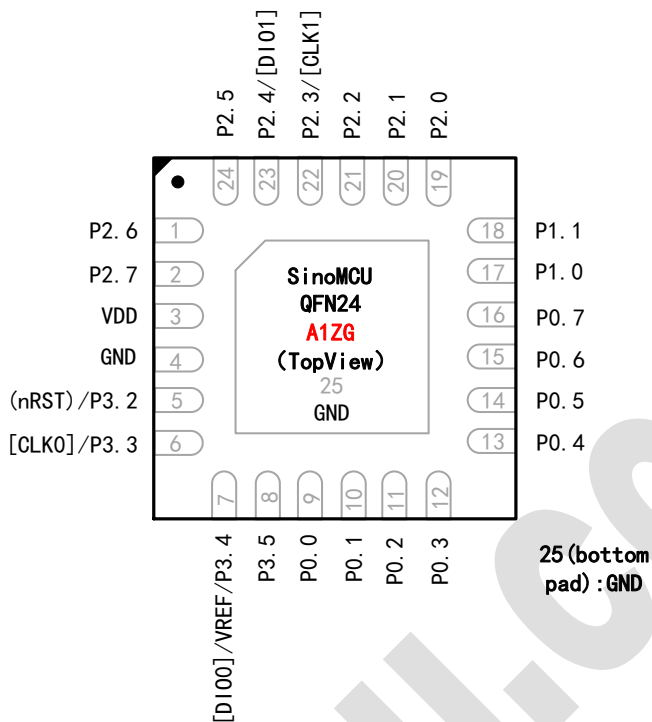 P2.5
P2.4/[DIO1]
P2.3/[CLK1]
P2.2
P2.1
P2.0
24
23
22
21
20
19
P2.6 1
P2.7 2
VDD 3
GND 4
(nRST)/P3.2 5
[CLK0]/P3.3 6
SinoMCU
QFN24
A1ZG
(TopView)
25
GND
18 P1.1
17 P1.0
16 P0.7
15 P0.6
14 P0.5
13 P0.4
7
8
9
10
11
12
[DIO0]/VREF/P3.4
P3.5
P0.0
P0.1
P0.2
P0.3
25(bottom
pad):GND